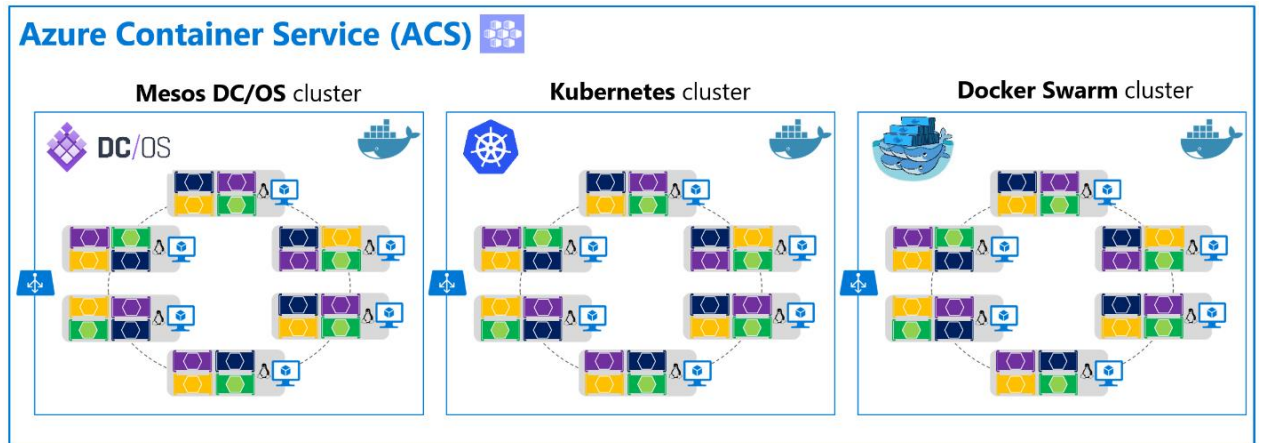 Azure Container Service (ACS)
Mesos DC/OS cluster
Kubernetes cluster
Docker Swarm cluster
DC/OS